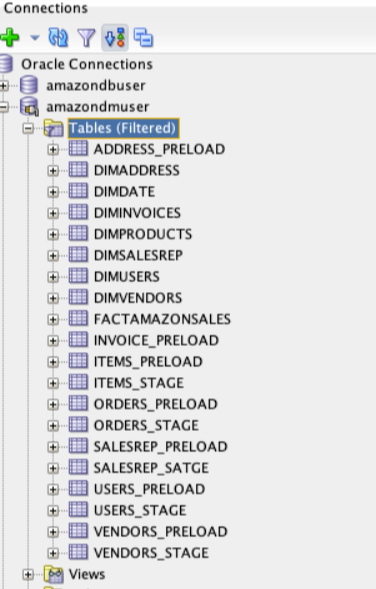 Connections
Oracle Connections
amazondbuser
amazondmuser
Tables (Filtered)
ADDRESS_PRELOAD
DIMADDRESS
DIMDATE
DIMINVOICES
DIMPRODUCTS
DIMSALESREP
DIMUSERS
DIMVENDORS
FACTAMAZONSALES
INVOICE_PRELOAD
ITEMS_PRELOAD
ITEMS_STAGE
ORDERS_PRELOAD
ORDERS_STAGE
SALESREP_PRELOAD
SALESREP_SATGE
USERS_PRELOAD
USERS_STAGE
VENDORS_PRELOAD
VENDORS_STAGE
Views